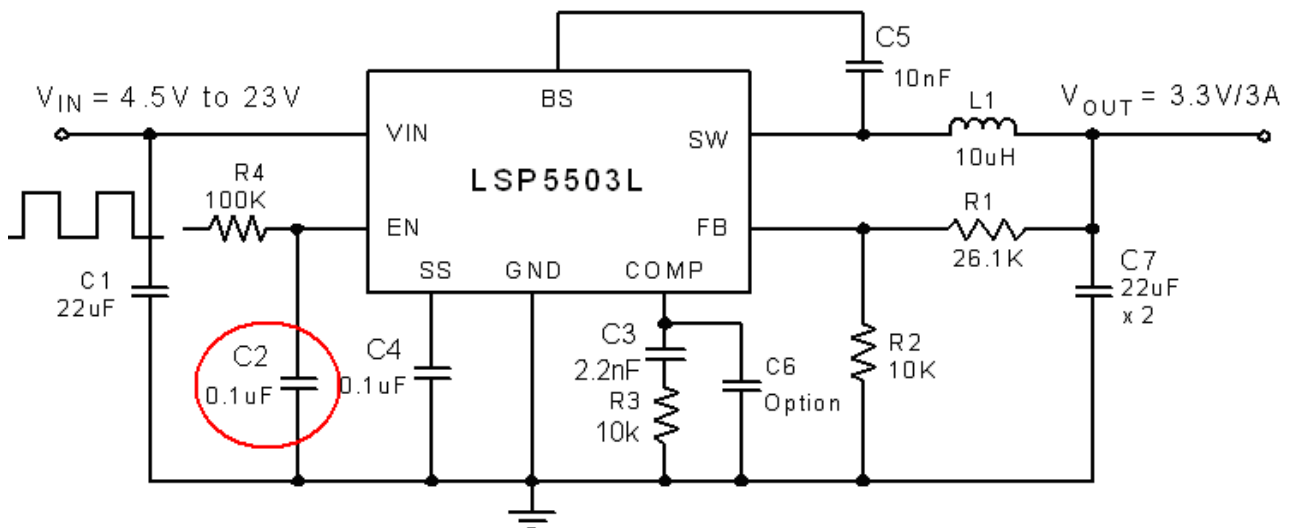 C5
10nF
VIN = 4.5V to 23V
BS
L1
VOUT = 3.3V/3A
VIN
SW
10uH
R4
100K
LSP5503L
R1
EN
FB
26.1K
SS
GND
COMP
C1
22uF
C7
22uF
x 2
C2
0.1uF
C4
0.1uF
C3
2.2nF
R3
10k
C6
Option
R2
10K